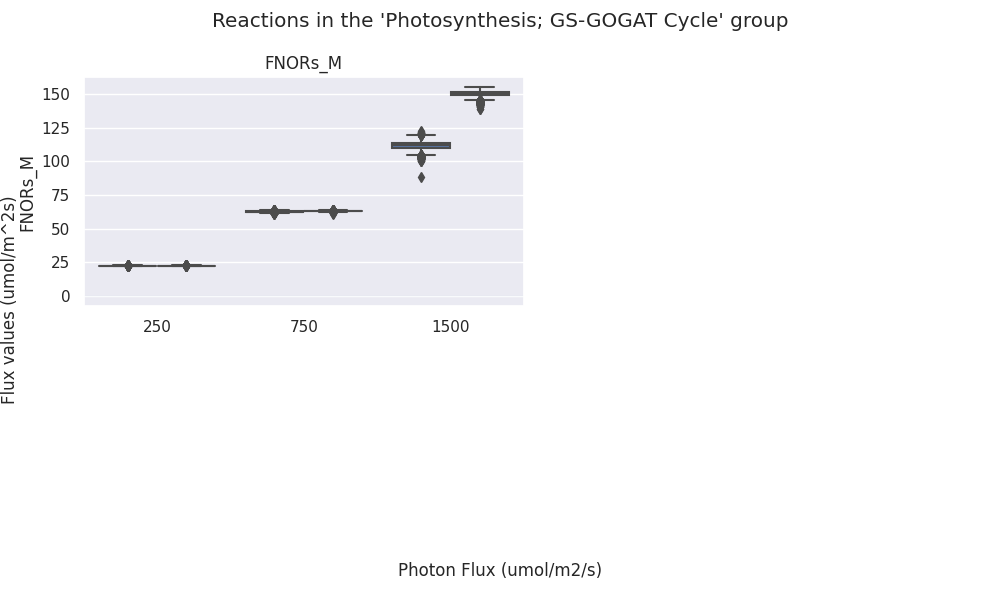 Reactions in the 'Photosynthesis; GS-GOGAT Cycle' group
FNORs_M
150
125
100
75
50
25
0
FNORs_M
Flux values (umol/m^2s)
250 750 1500
Photon Flux (umol/m2/s)